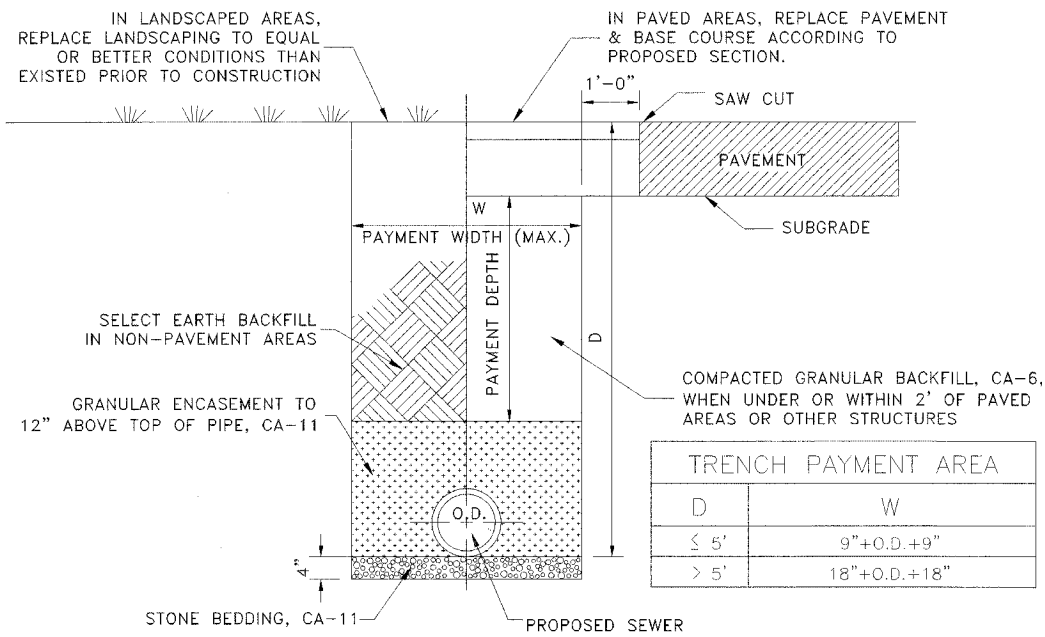 IN LANDSCAPED AREAS,
REPLACE LANDSCAPING TO EQUAL
OR BETTER CONDITIONS THAN
EXISTED PRIOR TO CONSTRUCTION
IN PAVED AREAS, REPLACE PAVEMENT
& BASE COURSE ACCORDING TO
PROPOSED SECTION.
1'-0"
SAW CUT
PAVEMENT
SUBGRADE
W
PAYMENT WIDTH (MAX.)
PAYMENT DEPTH
D
SELECT EARTH BACKFILL
IN NON-PAVEMENT AREAS
GRANULAR ENCASEMENT TO
12" ABOVE TOP OF PIPE, CA-11
COMPACTED GRANULAR BACKFILL, CA-6,
WHEN UNDER OR WITHIN 2' OF PAVED
AREAS OR OTHER STRUCTURES
O.D.
4"
STONE BEDDING, CA-11
PROPOSED SEWER
TRENCH PAYMENT AREA
D W
≤ 5' 9"+O.D.+9"
> 5' 18"+O.D.+18"